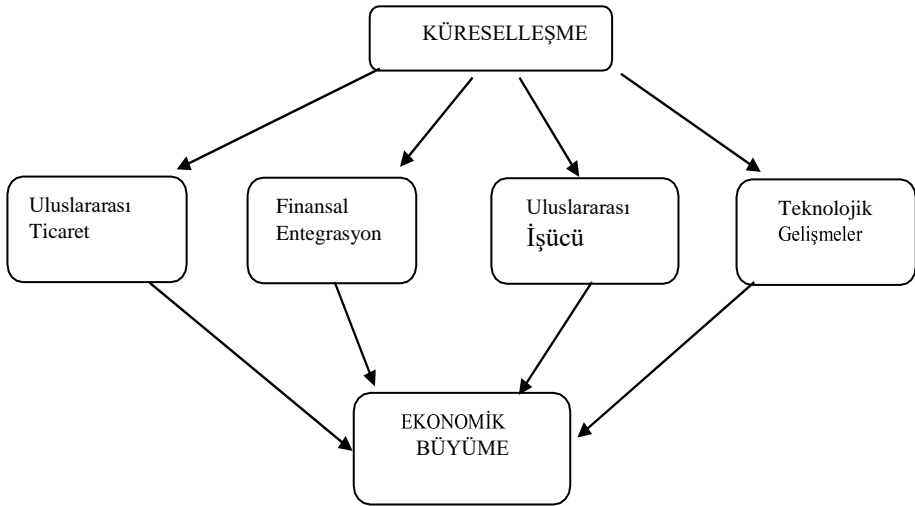 KÜRESELLEŞME
Uluslararası
Ticaret
Finansal
Entegrasyon
Uluslararası
İşücü
Teknolojik
Gelişmeler
EKONOMİK
BÜYÜME